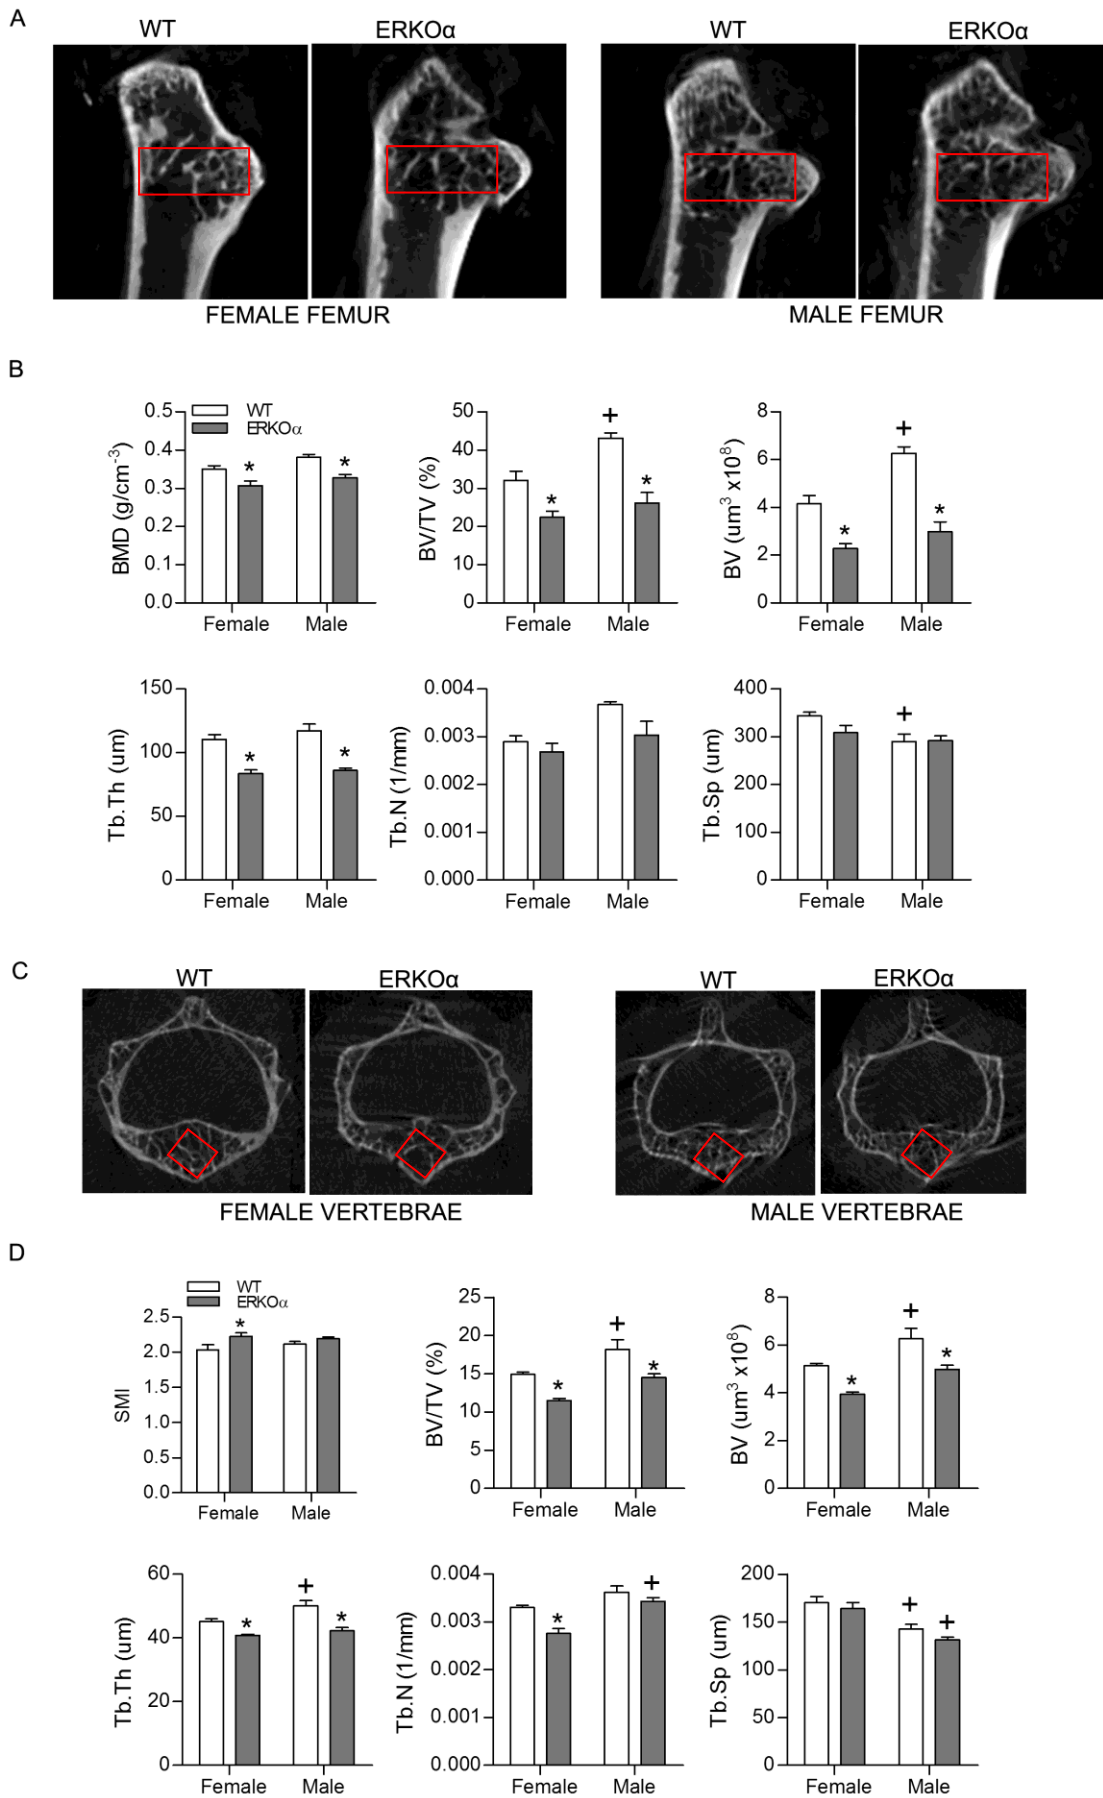 A
WT
ERKOα
WT
ERKOα
FEMALE FEMUR
MALE FEMUR
B
WT
ERKOα
0.5
0.4
0.3
0.2
0.1
0.0
BMD (g/cm-3)
*
*
Female
Male
50
40
30
20
10
0
BV/TV (%)
*
+
*
Female
Male
8
6
4
2
0
BV (um3 x108)
*
+
*
Female
Male
150
100
50
0
Tb.Th (um)
*
*
Female
Male
0.004
0.003
0.002
0.001
0.000
Tb.N (1/mm)
Female
Male
400
300
200
100
0
Tb.Sp (um)
+
Female
Male
C
WT
ERKOα
WT
ERKOα
FEMALE VERTEBRAE
MALE VERTEBRAE
D
WT
ERKOα
2.5
2.0
1.5
1.0
0.5
0.0
SMI
*
Female
Male
25
20
15
10
5
0
BV/TV (%)
*
+
*
Female
Male
8
6
4
2
0
BV (um3 x108)
*
+
*
Female
Male
60
40
20
0
Tb.Th (um)
*
+
*
Female
Male
0.004
0.003
0.002
0.001
0.000
Tb.N (1/mm)
*
+
Female
Male
200
150
100
50
0
Tb.Sp (um)
+
+
Female
Male